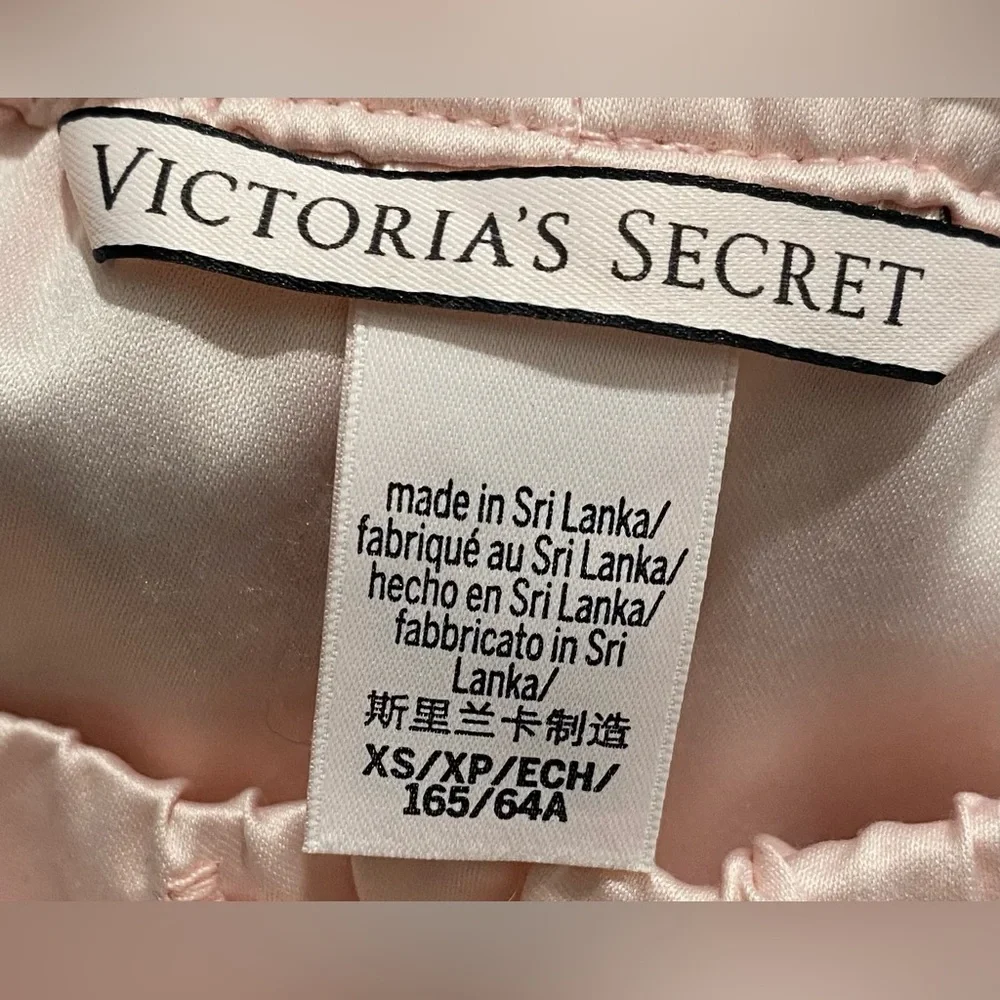 VICTORIA'S SECRET
made in Sri Lanka/
fabriqué au Sri Lanka/
hecho en Sri Lanka/
fabbricato in Sri
Lanka/
斯里兰卡制造
XS/XP/ECH/
165/64A